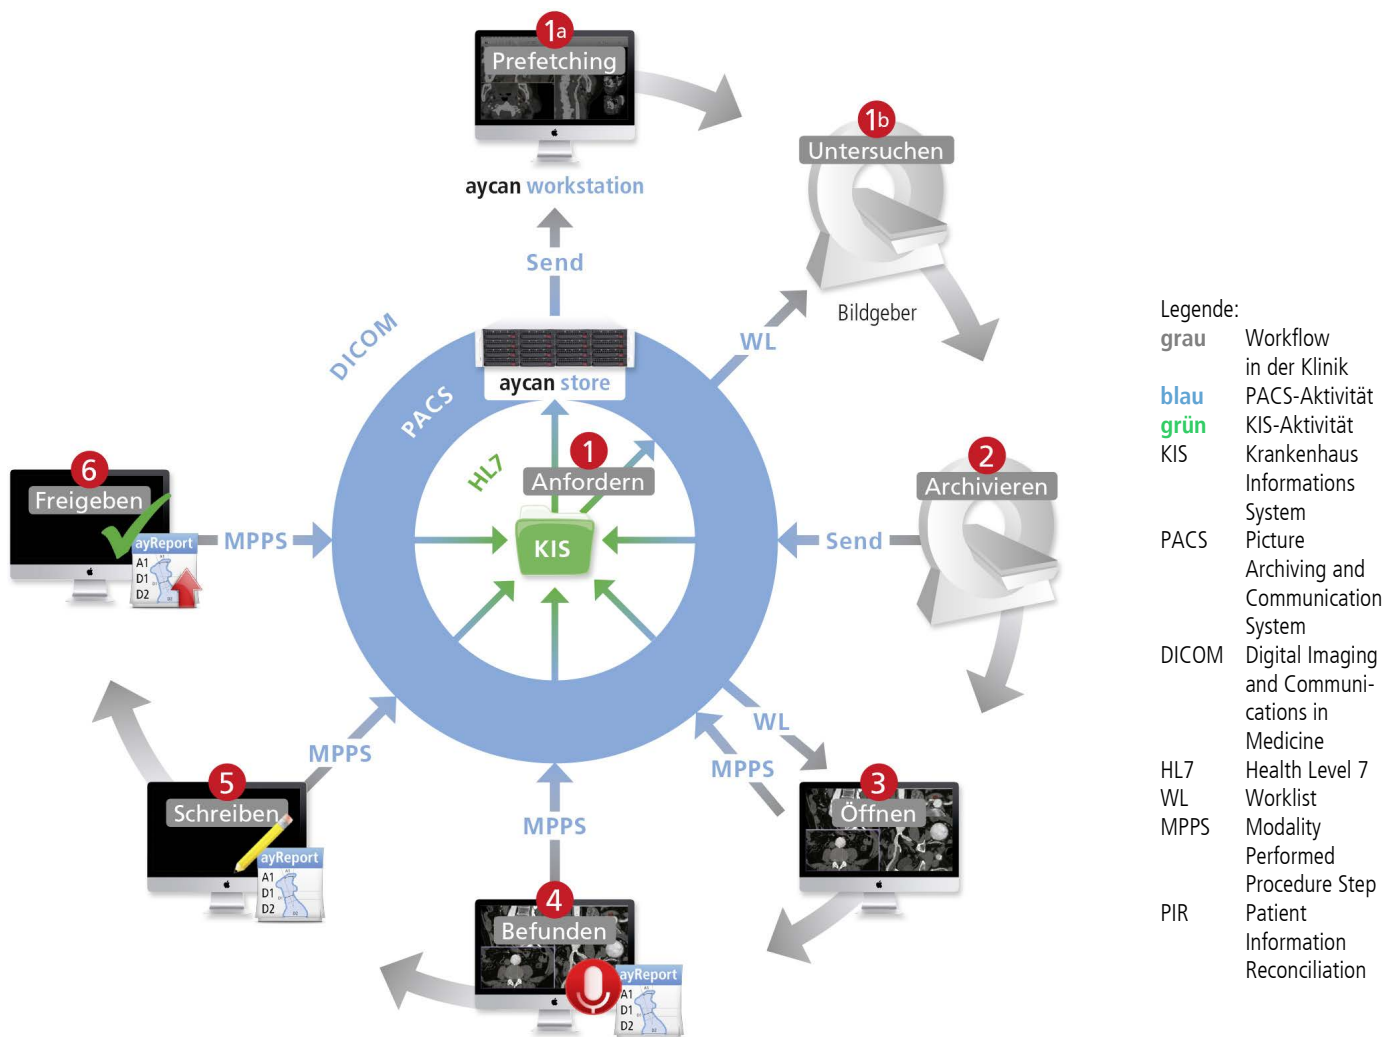 1a
Prefetching
aycan workstation
Send
1b
Untersuchen
Bildgeber
WL
DICOM
PACS
aycan store
HL7
1
Anfordern
KIS
2
Archivieren
Send
WL
MPPS
3
Öffnen
MPPS
4
Befunden
ayReport
A1
D1
D2
MPPS
5
Schreiben
ayReport
A1
D1
D2
MPPS
6
Freigeben
ayReport
A1
D1
D2
Legende:
grau Workflow
in der Klinik
blau PACS-Aktivität
grün KIS-Aktivität
KIS Krankenhaus
Informations
System
PACS Picture
Archiving and
Communication
System
DICOM Digital Imaging
and Communi-
cations in
Medicine
HL7 Health Level 7
WL Worklist
MPPS Modality
Performed
Procedure Step
PIR Patient
Information
Reconciliation